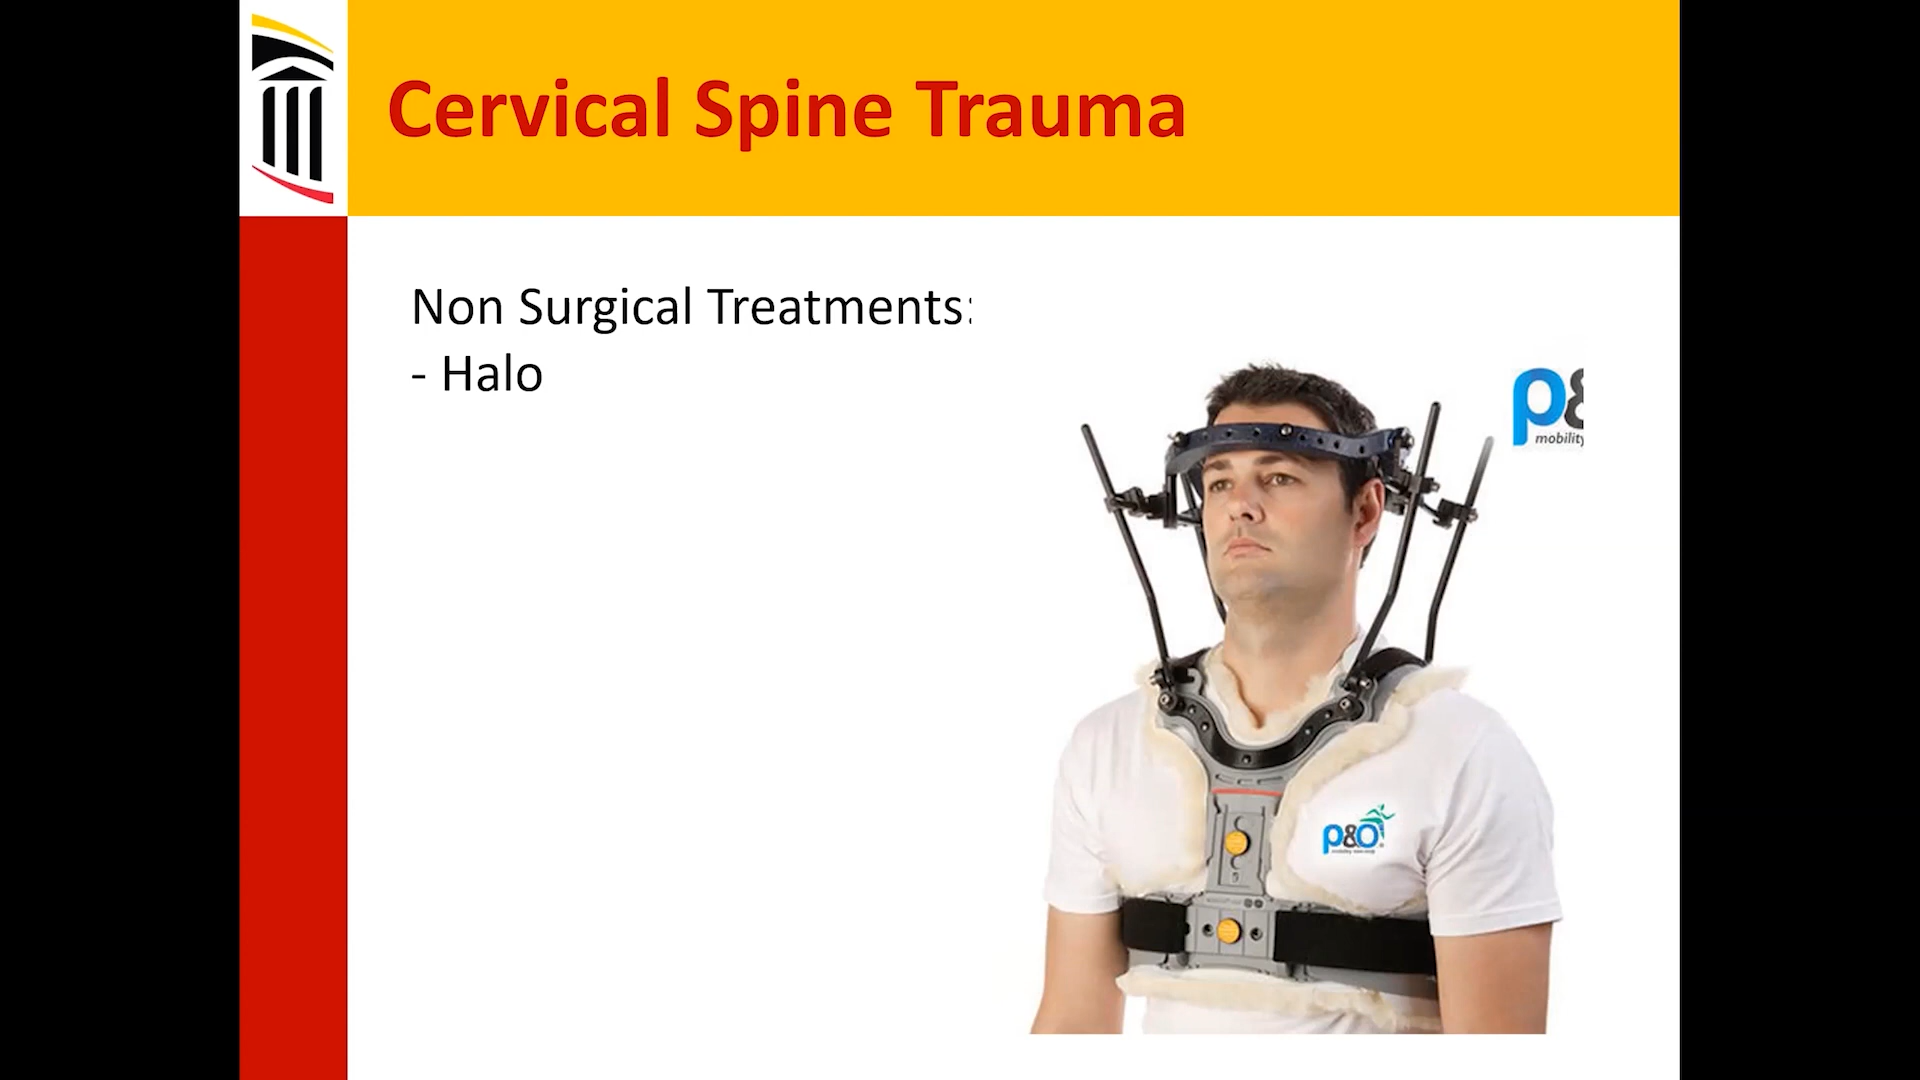 Cervical Spine Trauma
Non Surgical Treatments:
- Halo
p&
mobility
p&o